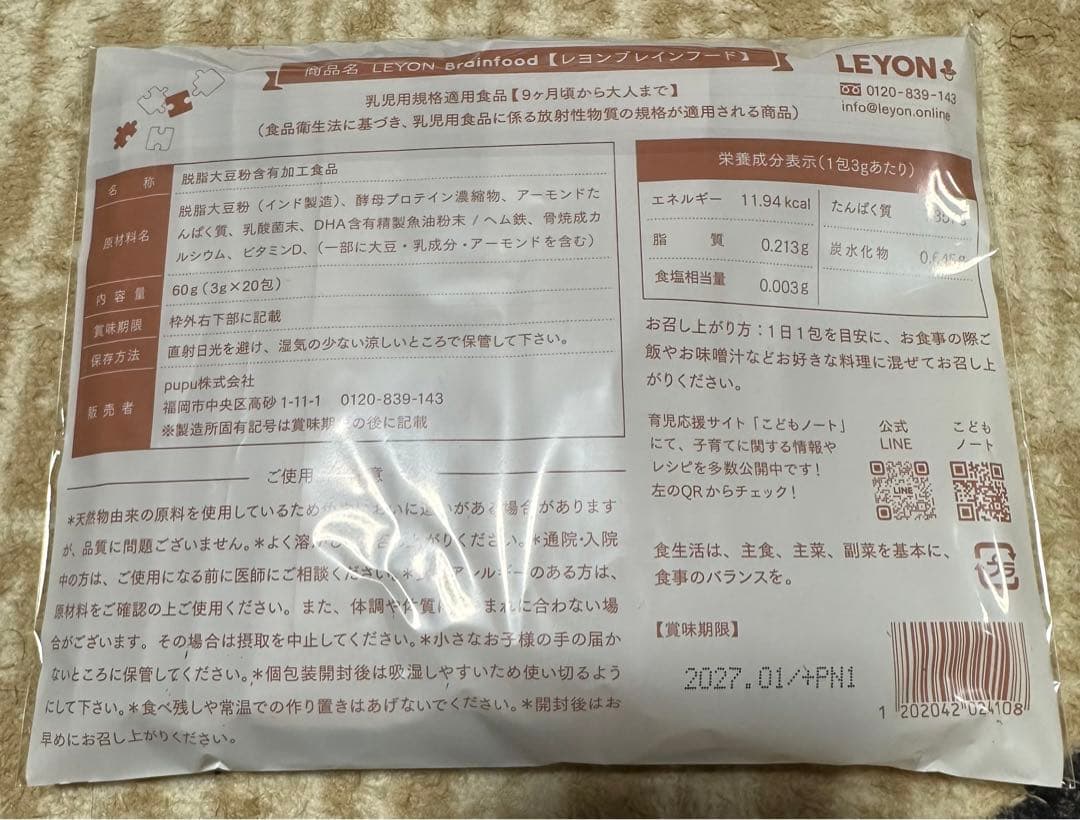 商品名 LEYON Brainfood【レヨンブレインフード】
乳児用規格適用食品【9ヶ月頃から大人まで】
(食品衛生法に基づき、乳児用食品に係る放射性物質の規格が適用される商品)
LEYON
0120-839-143
info@leyon.online
名称 脱脂大豆粉含有加工食品
原材料名 脱脂大豆粉（インド製造）、酵母プロテイン濃縮物、アーモンドた
んぱく質、乳酸菌末、DHA含有精製魚油粉末 / ヘム鉄、骨焼成カ
ルシウム、ビタミンD、（一部に大豆・乳成分・アーモンドを含む）
内容量 60g（3g×20包）
賞味期限 枠外右下部に記載
保存方法 直射日光を避け、湿気の少ない涼しいところで保管して下さい。
販売者 pupu株式会社
福岡市中央区高砂 1-11-1 0120-839-143
※製造所固有記号は賞味期 の後に記載
栄養成分表示(1包3gあたり)
エネルギー 11.94 kcal たんぱく質
脂質 0.213g 炭水化物
食塩相当量 0.003g
お召し上がり方：1日1包を目安に、お食事の際ご
飯やお味噌汁などお好きな料理に混ぜてお召し上
がりください。
育児応援サイト「こどもノート」
にて、子育てに関する情報や
レシピを多数公開中です！
左のQRからチェック！
公式
LINE
こども
ノート
LINE
食生活は、主食、主菜、副菜を基本に、
食事のバランスを。
プラ
【賞味期限】
2027.01/+PN1
1 202042 024108
ご使用 意
*天然物由来の原料を使用しているため いに違いがある場合があります
が、品質に問題ございません。*よく溶 がりください。*通院・入院
中の方は、ご使用になる前に医師にご相談ください。* アレルギーのある方は、
原材料をご確認の上ご使用ください。また、体調や体質に まれに合わない場
合がございます。その場合は摂取を中止してください。*小さなお子様の手の届か
ないところに保管してください。*個包装開封後は吸湿しやすいため使い切るよう
にして下さい。*食べ残しや常温での作り置きはあげないでください。*開封後はお
早めにお召し上がりください。